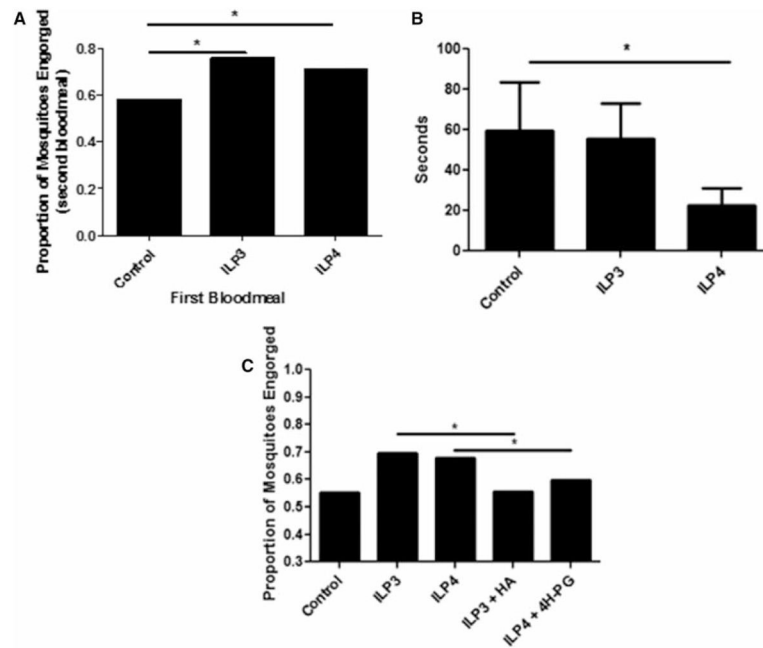 A
Proportion of Mosquitoes Engorged
(second bloodmeal)
0.8
0.6
0.4
0.2
0.0
*
*
Control
ILP3
ILP4
First Bloodmeal
B
Seconds
100
80
60
40
20
0
*
Control
ILP3
ILP4
C
Proportion of Mosquitoes Engorged
1.0
0.9
0.8
0.7
0.6
0.5
0.4
0.3
*
*
Control
ILP3
ILP4
ILP3 + HA
ILP4 + 4H-PG